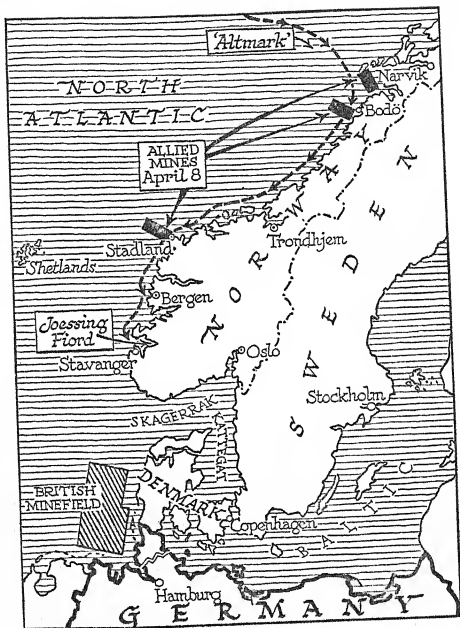 'Altmark'
Narvik
NORTH
ATLANTIC
Bodö
ALLIED
MINES
April 8
NORWAY
SWEDEN
Stadland
Trondhjem
Shetlands
Bergen
Joessing
Fiord
Stavanger
Oslo
Stockholm
SKAGERRAK
CATTEGAT
BRITISH
MINEFIELD
DENMARK
Copenhagen
BALTIC
Hamburg
GERMANY